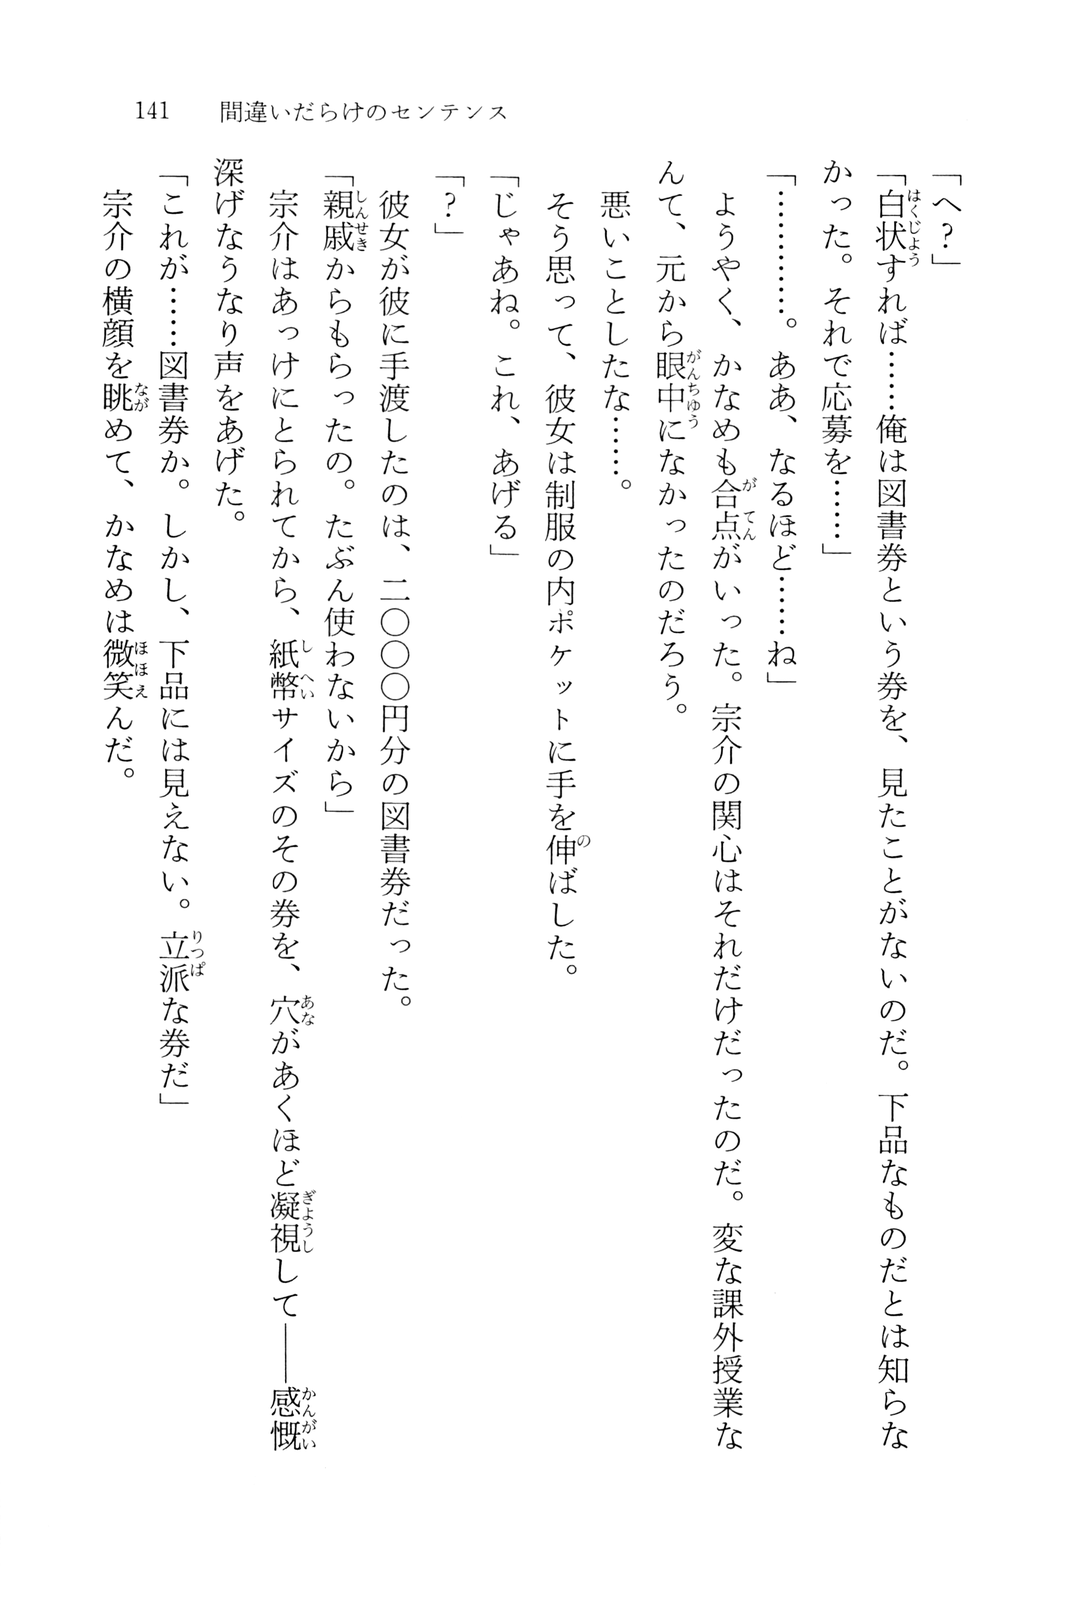 141　間違いだらけのセンテンス
「へ？」
「白状すれば……俺は図書券という券を、見たことがないのだ。下品なものだとは知らな
かった。それで応募を……」
「…………。ああ、なるほど……ね」
　ようやく、かなめも合点がいった。宗介の関心はそれだけだったのだ。変な課外授業な
んて、元から眼中になかったのだろう。
　悪いことしたな……。
　そう思って、彼女は制服の内ポケットに手を伸ばした。
「じゃあね。これ、あげる」
「？」
　彼女が彼に手渡したのは、二〇〇〇円分の図書券だった。
「親戚からもらったの。たぶん使わないから」
　宗介はあっけにとられてから、紙幣サイズのその券を、穴があくほど凝視して――感慨
深げなうなり声をあげた。
「これが……図書券か。しかし、下品には見えない。立派な券だ」
　宗介の横顔を眺めて、かなめは微笑んだ。